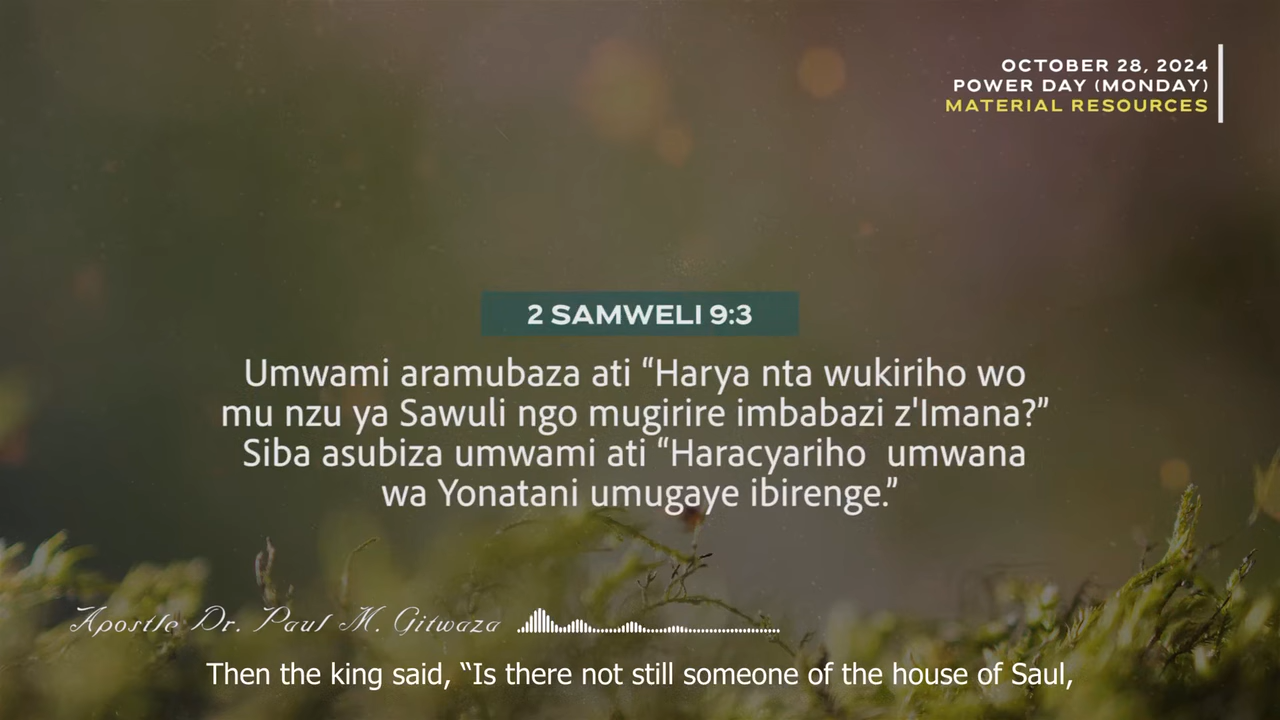 OCTOBER 28, 2024
POWER DAY (MONDAY)
MATERIAL RESOURCES
2 SAMWELI 9:3
Umwami aramubaza ati “Harya nta wukiriho wo
mu nzu ya Sawuli ngo mugirire imbabazi z'Imana?”
Siba asubiza umwami ati “Haracyariho umwana
wa Yonatani umugaye ibirenge.”
Apostle Dr. Paul M. Gitwaza
Then the king said, “Is there not still someone of the house of Saul,